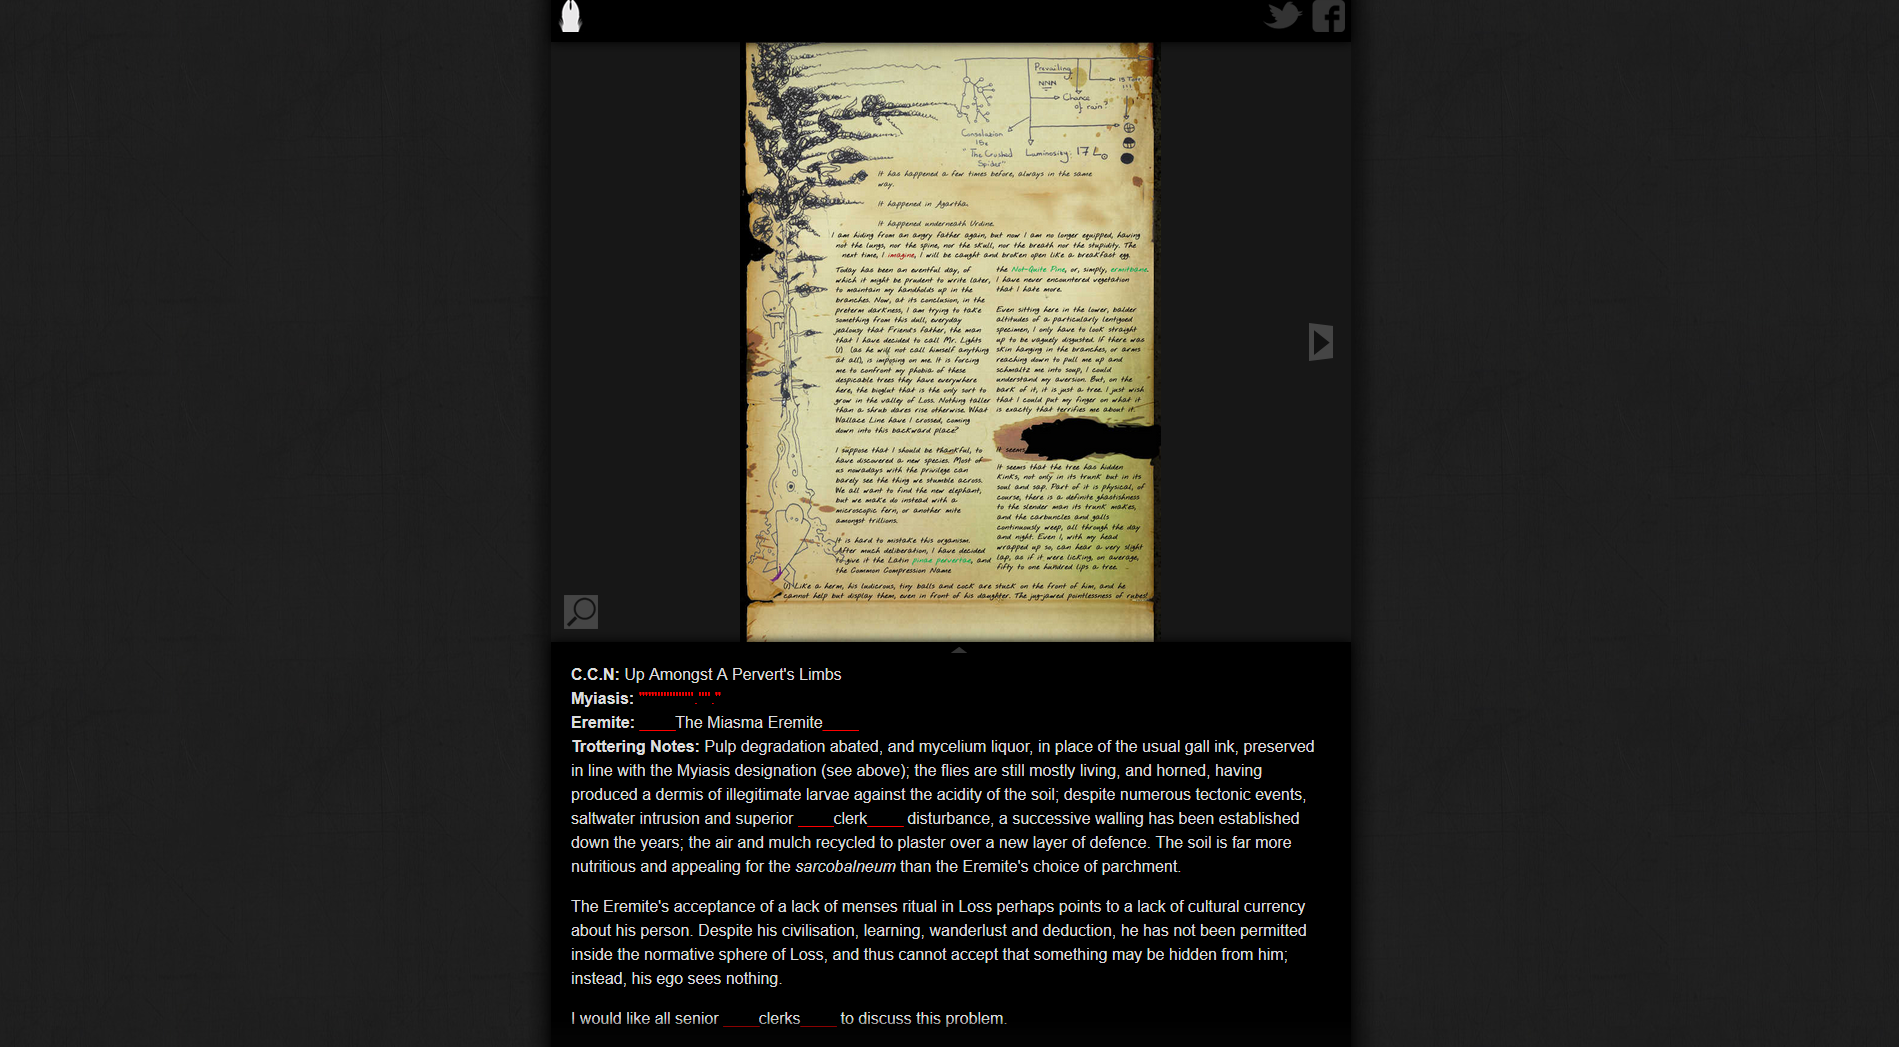 Prevailing
NNN
15 T
Chance
of rain?
Consolation
15c
"The Crushed
Spider"
Luminosity: 17 L
It has happened a few times before, always in the same
way.
It happened in Agartha.
It happened underneath Urdine.
I am hiding from an angry father again, but now I am no longer equipped, having
not the lungs, nor the spine, nor the skull, nor the breath nor the stupidity. The
next time, I imagine, I will be caught and broken open like a breakfast egg.
Today has been an eventful day, of
which it might be prudent to write later,
to maintain my handholds up in the
branches. Now, at its conclusion, in the
preterm darkness, I am trying to take
something from this dull, everyday
jealousy that Friend's father, the man
that I have decided to call Mr. Lights
(1) (as he will not call himself anything
at all), is imposing on me. It is forcing
me to confront my phobia of these
despicable trees they have everywhere
here, the bioglut that is the only sort to
grow in the valley of Loss. Nothing taller
than a shrub dares rise otherwise. What
Wallace Line have I crossed, coming
down into this backward place?
I suppose that I should be thankful, to
have discovered a new species. Most of
us nowadays with the privilege can
barely see the thing we stumble across.
We all want to find the new elephant,
but we make do instead with a
microscopic fern, or another mite
amongst trillions.
It is hard to mistake this organism.
After much deliberation, I have decided
to give it the Latin pinae pervertae, and
the Common Compression Name
the Not-Quite Pine, or, simply, ermitbane.
I have never encountered vegetation
that I hate more.
Even sitting here in the lower, balder
altitudes of a particularly lentigoed
specimen, I only have to look straight
up to be vaguely disgusted. If there was
skin hanging in the branches, or arms
reaching down to pull me up and
schmaltz me into soup, I could
understand my aversion. But, on the
bark of it, it is just a tree. I just wish
that I could put my finger on what it
is exactly that terrifies me about it.
It seems
It seems that the tree has hidden
kinks, not only in its trunk but in its
soul and sap. Part of it is physical, of
course, there is a definite ghostishness
to the slender man its trunk makes,
and the carbuncles and galls
continuously weep, all through the day
and night. Even I, with my head
wrapped up so, can hear a very slight
lap, as if it were licking, on average,
fifty to one hundred lips a tree.
(1) Like a herm, his ludicrous, tiny balls and cock are stuck on the front of him, and he
cannot help but display them, even in front of his daughter. The jug-jawed pointlessness of rubes!
C.C.N: Up Amongst A Pervert's Limbs
Myiasis: """""""""'."".."
Eremite: ____The Miasma Eremite____
Trottering Notes: Pulp degradation abated, and mycelium liquor, in place of the usual gall ink, preserved
in line with the Myiasis designation (see above); the flies are still mostly living, and horned, having
produced a dermis of illegitimate larvae against the acidity of the soil; despite numerous tectonic events,
saltwater intrusion and superior ____clerk____ disturbance, a successive walling has been established
down the years; the air and mulch recycled to plaster over a new layer of defence. The soil is far more
nutritious and appealing for the sarcobalneum than the Eremite's choice of parchment.
The Eremite's acceptance of a lack of menses ritual in Loss perhaps points to a lack of cultural currency
about his person. Despite his civilisation, learning, wanderlust and deduction, he has not been permitted
inside the normative sphere of Loss, and thus cannot accept that something may be hidden from him;
instead, his ego sees nothing.
I would like all senior ____clerks____ to discuss this problem.